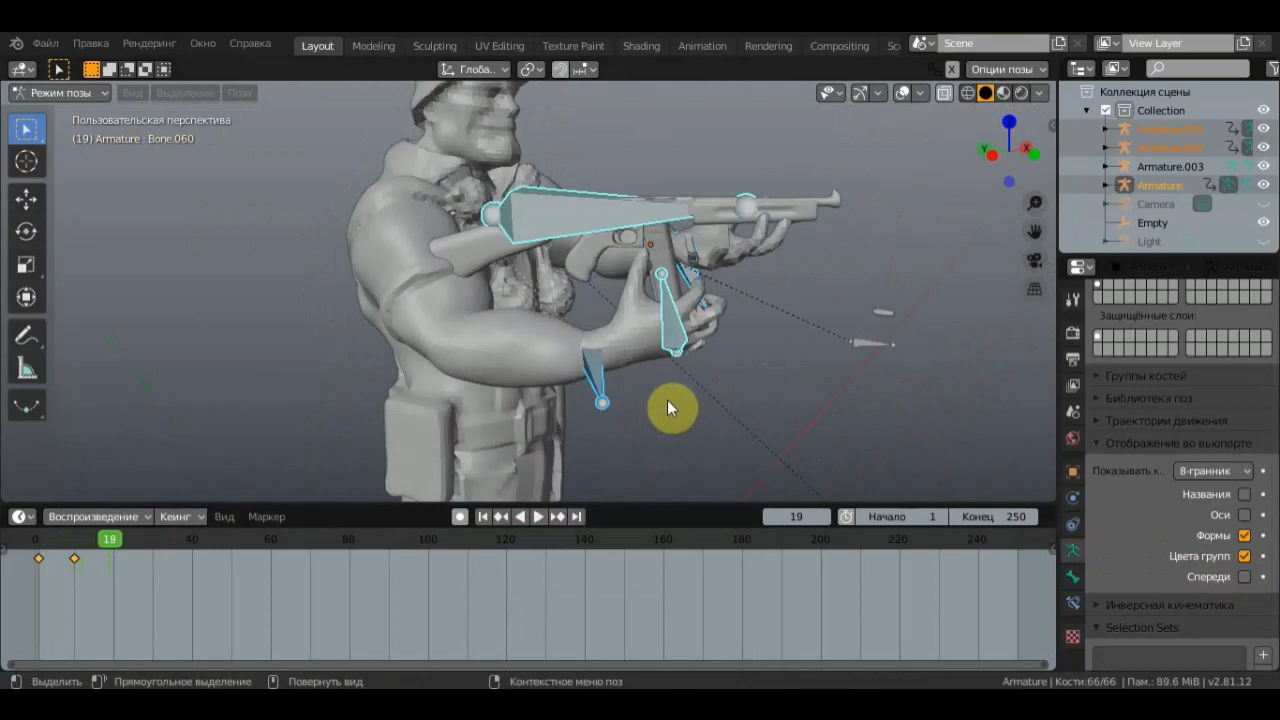 Файл Правка Рендеринг Окно Справка Layout Modeling Sculpting UV Editing Texture Paint Shading Animation Rendering Compositing Sc Scene View Layer
Глоба.. X Опции позы
Режим позы Вид Выделение Поза
Пользовательская перспектива
(19) Armature : Bone.060
Y X
Коллекция сцены
Collection
Armature.003
Armature
Camera
Empty
Light
Защищённые слои:
Группы костей
Библиотека поз
Траектории движения
Отображение во вьюпорте
Показывать к.. 8-гранник
Названия
Оси
Формы
Цвета групп
Спереди
Инверсная кинематика
Selection Sets
Воспроизведение Кеинг Вид Маркер 19 Начало 1 Конец 250
0 19 40 60 80 100 120 140 160 180 200 220 240
Выделить Прямоугольное выделение Повернуть вид Контекстное меню поз Armature | Кости:66/66 | Пам.: 89.6 MiB | v2.81.12